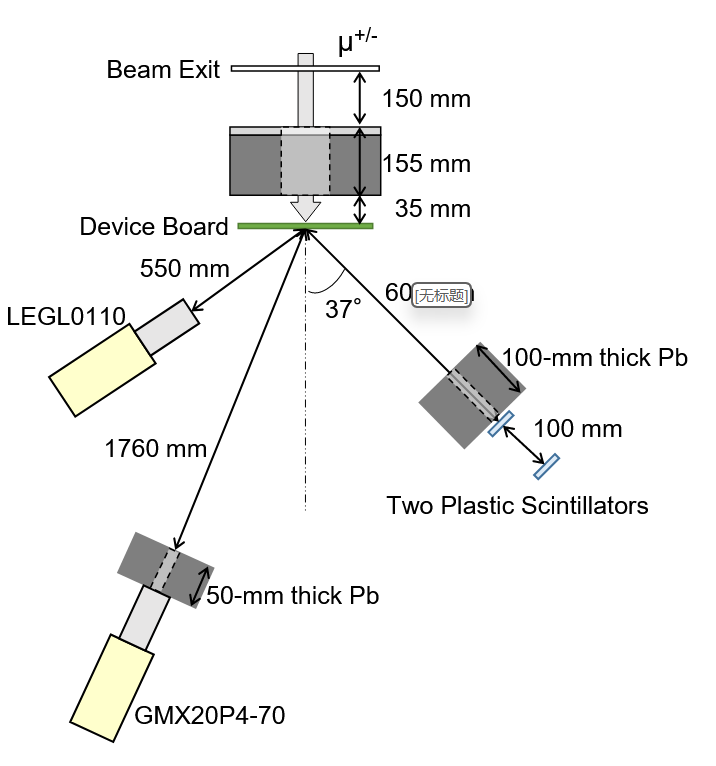 μ+/-
Beam Exit
150 mm
155 mm
35 mm
Device Board
550 mm
37°
[无标题]
LEGL0110
100-mm thick Pb
1760 mm
100 mm
Two Plastic Scintillators
50-mm thick Pb
GMX20P4-70